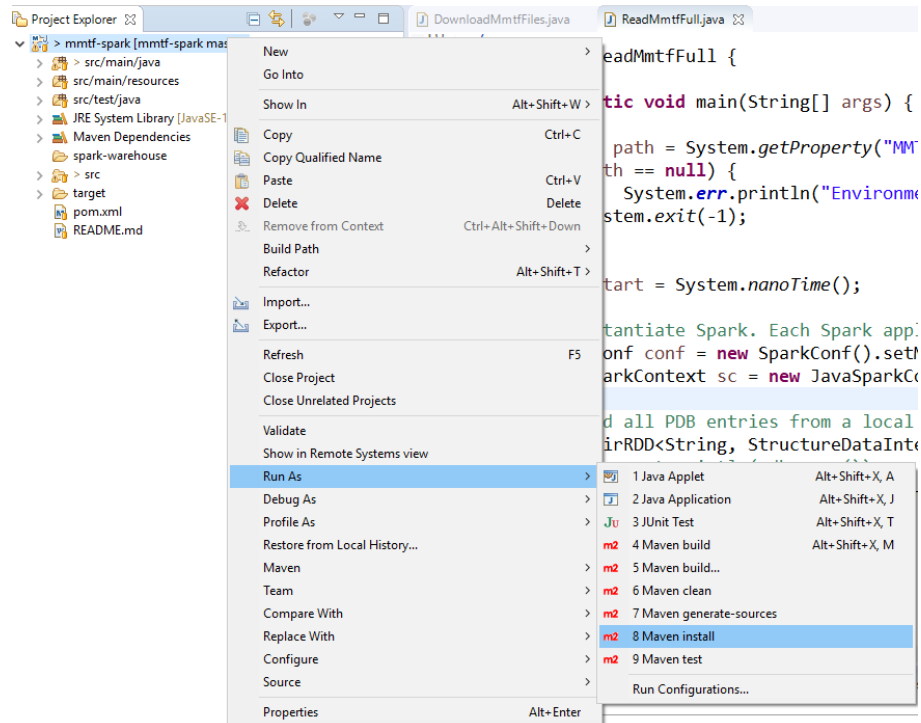 Project Explorer
DownloadMmtfFiles.java
ReadMmtfFull.java
> mmtf-spark [mmtf-spark mas
> src/main/java
src/main/resources
src/test/java
JRE System Library [JavaSE-1
Maven Dependencies
spark-warehouse
> src
target
pom.xml
README.md
New
Go Into
Show In Alt+Shift+W >
Copy Ctrl+C
Copy Qualified Name
Paste Ctrl+V
Delete Delete
Remove from Context Ctrl+Alt+Shift+Down
Build Path
Refactor Alt+Shift+T >
Import...
Export...
Refresh F5
Close Project
Close Unrelated Projects
Validate
Show in Remote Systems view
Run As
Debug As
Profile As
Restore from Local History...
Maven
Team
Compare With
Replace With
Configure
Source
Properties Alt+Enter
eadMmtfFull {
tic void main(String[] args) {
path = System.getProperty("MMT
th == null) {
System.err.println("Environme
stem.exit(-1);
tart = System.nanoTime();
tantiate Spark. Each Spark appl
onf conf = new SparkConf().setM
arkContext sc = new JavaSparkCo
d all PDB entries from a local
irRDD<String, StructureDataInte
1 Java Applet Alt+Shift+X, A
2 Java Application Alt+Shift+X, J
3 JUnit Test Alt+Shift+X, T
4 Maven build Alt+Shift+X, M
5 Maven build...
6 Maven clean
7 Maven generate-sources
8 Maven install
9 Maven test
Run Configurations...